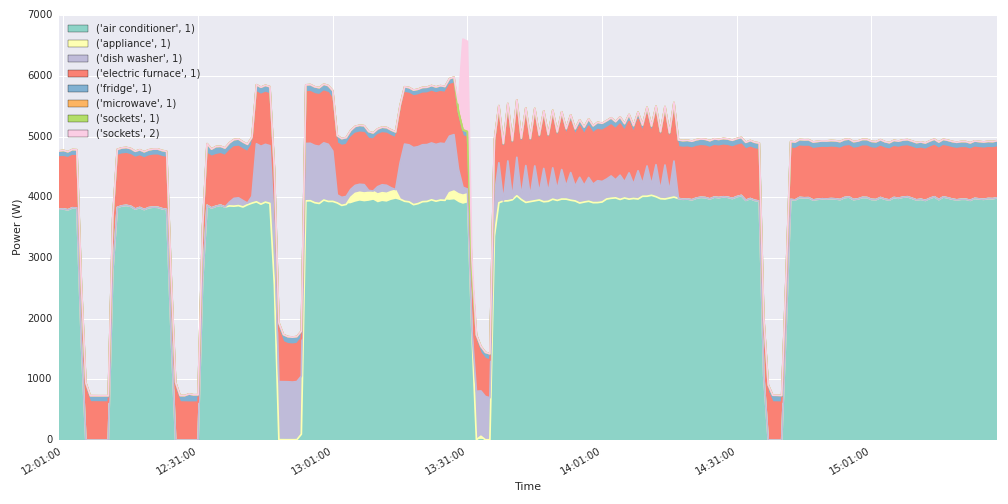 7000
6000
5000
4000
3000
2000
1000
0
Power (W)
('air conditioner', 1)
('appliance', 1)
('dish washer', 1)
('electric furnace', 1)
('fridge', 1)
('microwave', 1)
('sockets', 1)
('sockets', 2)
12:01:00
12:31:00
13:01:00
13:31:00
14:01:00
14:31:00
15:01:00
Time